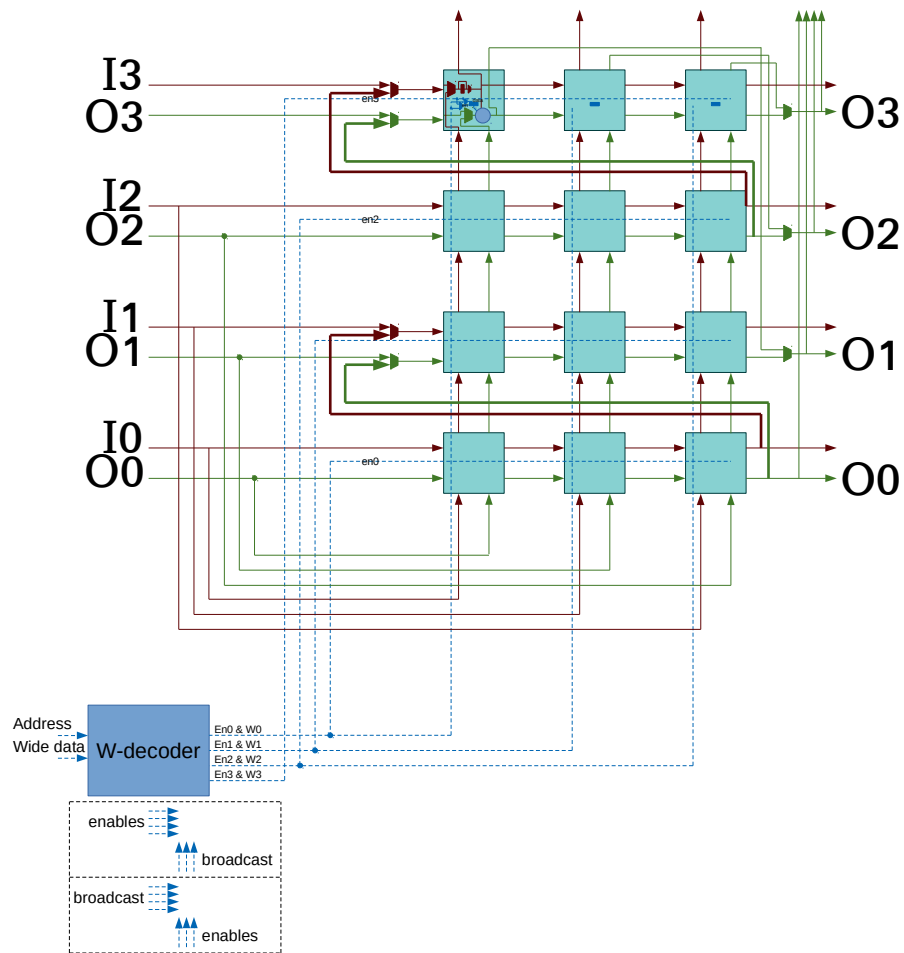 I3
O3
en3
O3
I2
O2
en2
O2
I1
O1
O1
I0
O0
en0
O0
Address
Wide data
W-decoder
En0 & W0
En1 & W1
En2 & W2
En3 & W3
enables
broadcast
broadcast
enables